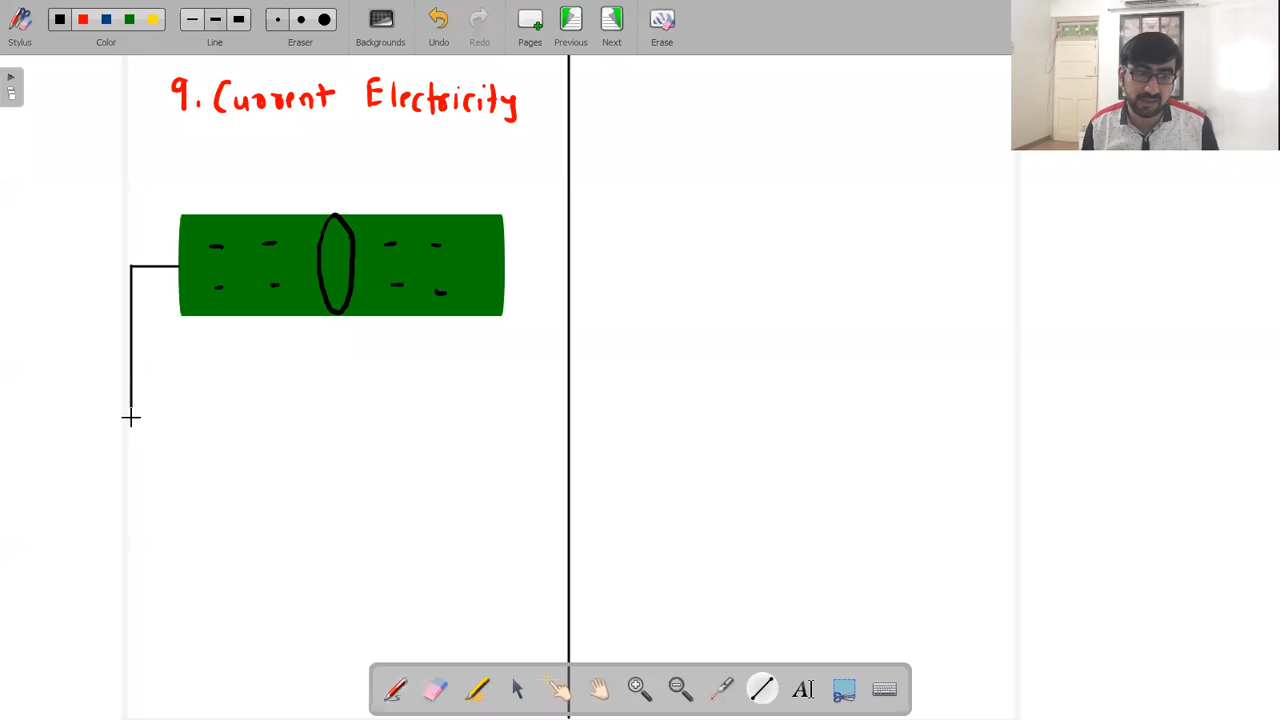 Stylus Color Line Eraser Backgrounds Undo Redo Pages Previous Next Erase
9. Current Electricity